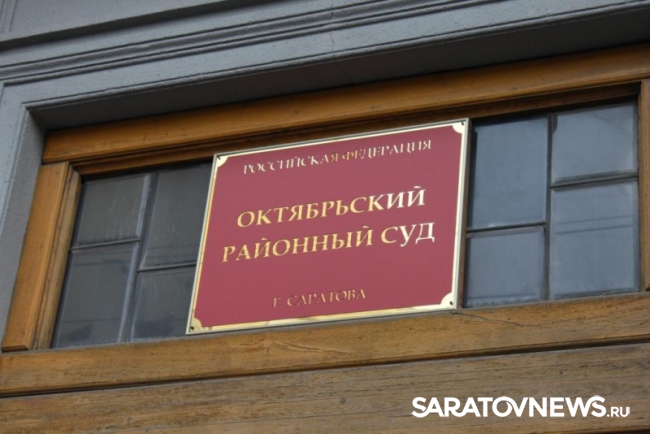 РОССИЙСКАЯ ФЕДЕРАЦИЯ
ОКТЯБРЬСКИЙ
РАЙОННЫЙ СУД
Г. САРАТОВА
SARATOVNEWS.RU